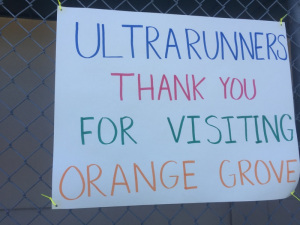 ULTRARUNNERS
THANK YOU
FOR VISITING
ORANGE GROVE